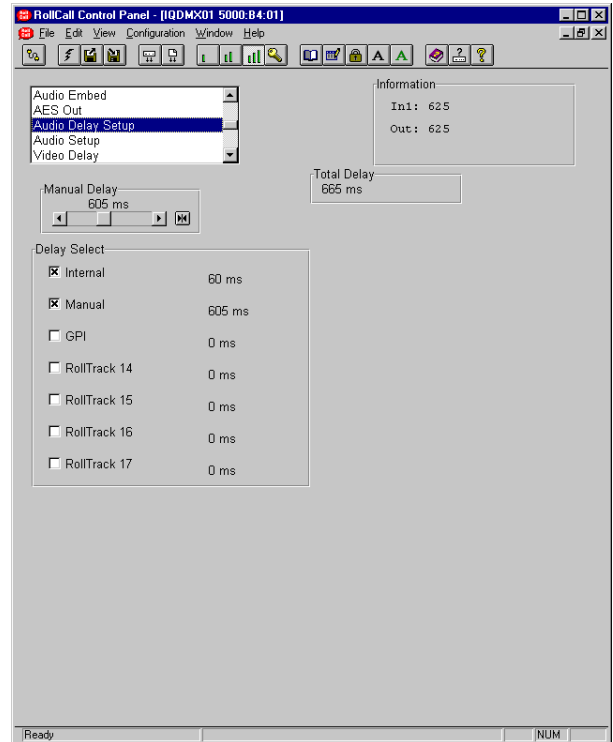 RollCall Control Panel - [IQDMX01 5000:B4:01]
File Edit View Configuration Window Help
A A
Audio Embed
AES Out
Audio Delay Setup
Audio Setup
Video Delay
Information
In1: 625
Out: 625
Total Delay
665 ms
Manual Delay
605 ms
Delay Select
Internal 60 ms
Manual 605 ms
GPI 0 ms
RollTrack 14 0 ms
RollTrack 15 0 ms
RollTrack 16 0 ms
RollTrack 17 0 ms
Ready NUM